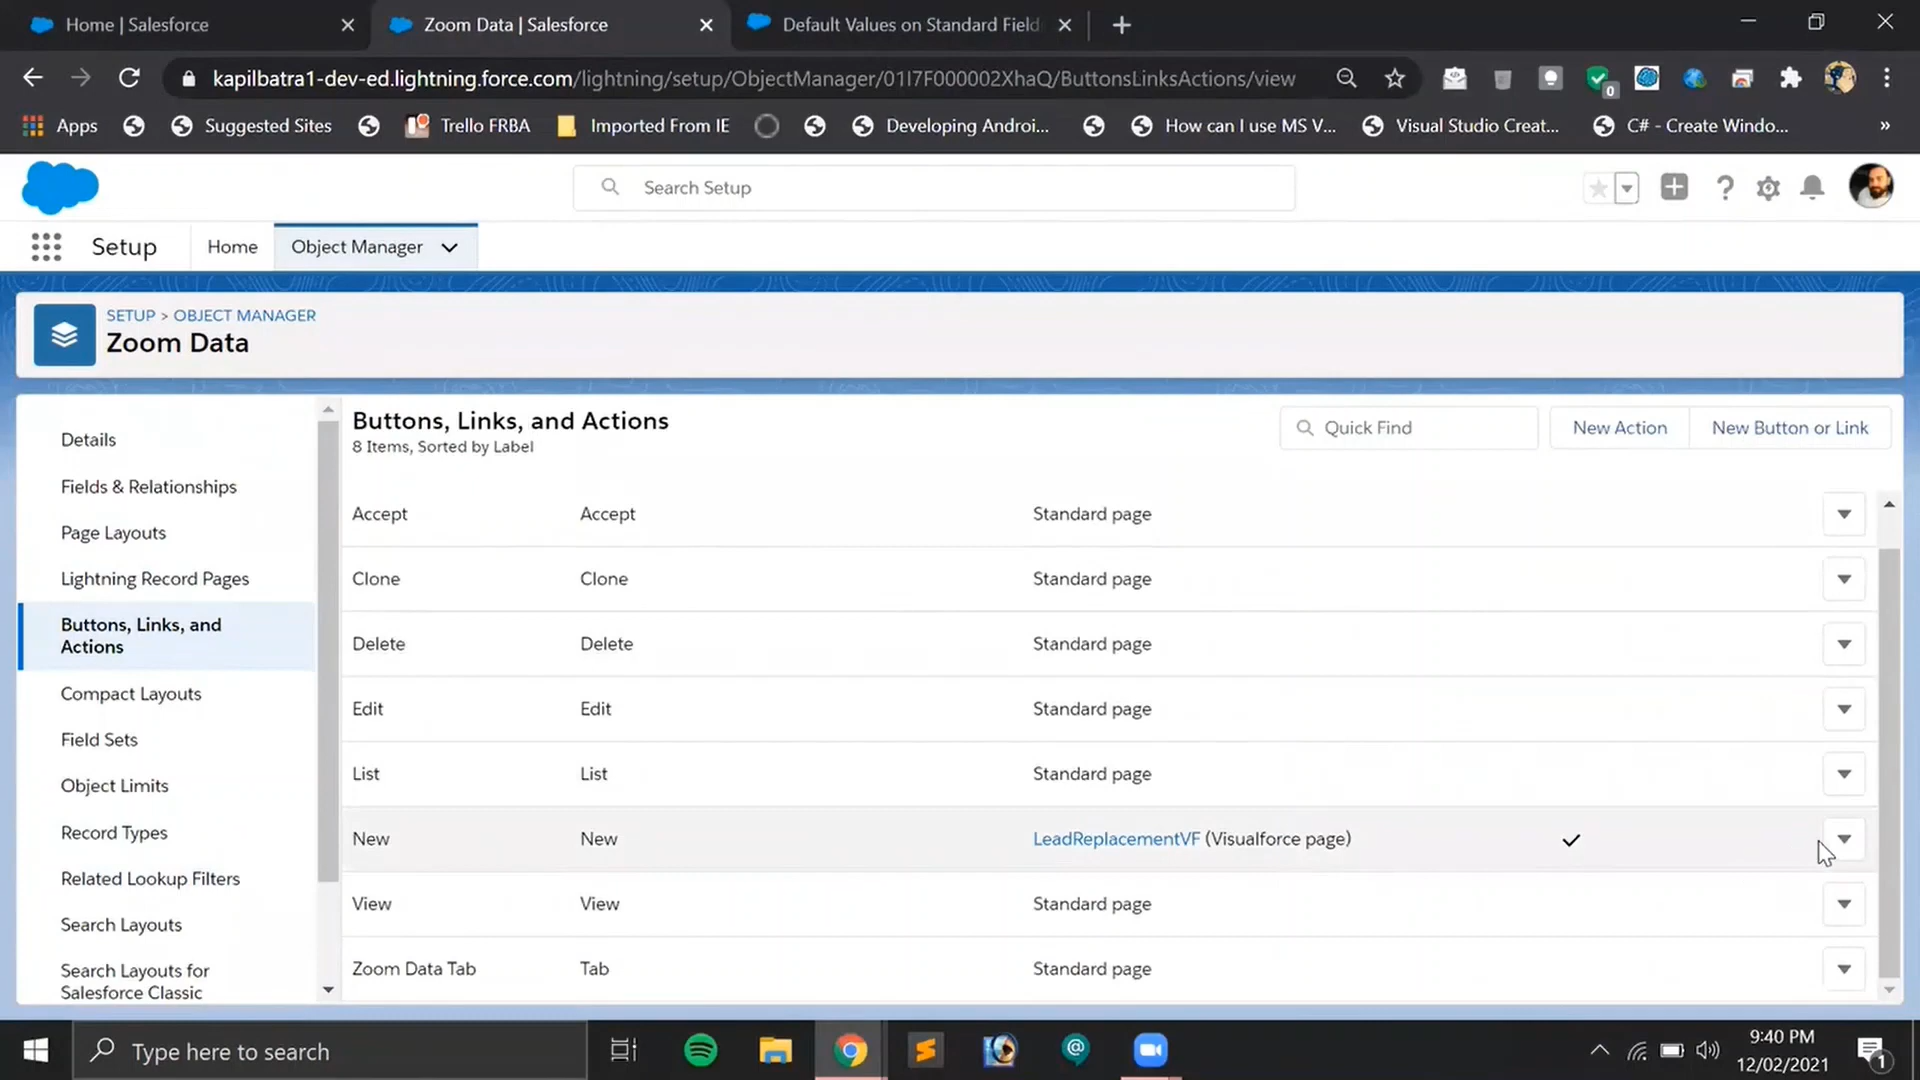 Home | Salesforce
Zoom Data | Salesforce
Default Values on Standard Field
kapilbatra1-dev-ed.lightning.force.com/lightning/setup/ObjectManager/01I7F000002XhaQ/ButtonsLinksActions/view
0
Apps
Suggested Sites
Trello FRBA
Imported From IE
Developing Androi...
How can I use MS V...
Visual Studio Creat...
C# - Create Windo...
»
Search Setup
Setup
Home
Object Manager
SETUP > OBJECT MANAGER
Zoom Data
Details
Fields & Relationships
Page Layouts
Lightning Record Pages
Buttons, Links, and
Actions
Compact Layouts
Field Sets
Object Limits
Record Types
Related Lookup Filters
Search Layouts
Search Layouts for
Salesforce Classic
Buttons, Links, and Actions
8 Items, Sorted by Label
Quick Find
New Action
New Button or Link
Accept Accept Standard page
Clone Clone Standard page
Delete Delete Standard page
Edit Edit Standard page
List List Standard page
New New LeadReplacementVF (Visualforce page)
View View Standard page
Zoom Data Tab Tab Standard page
Type here to search
9:40 PM
12/02/2021
1